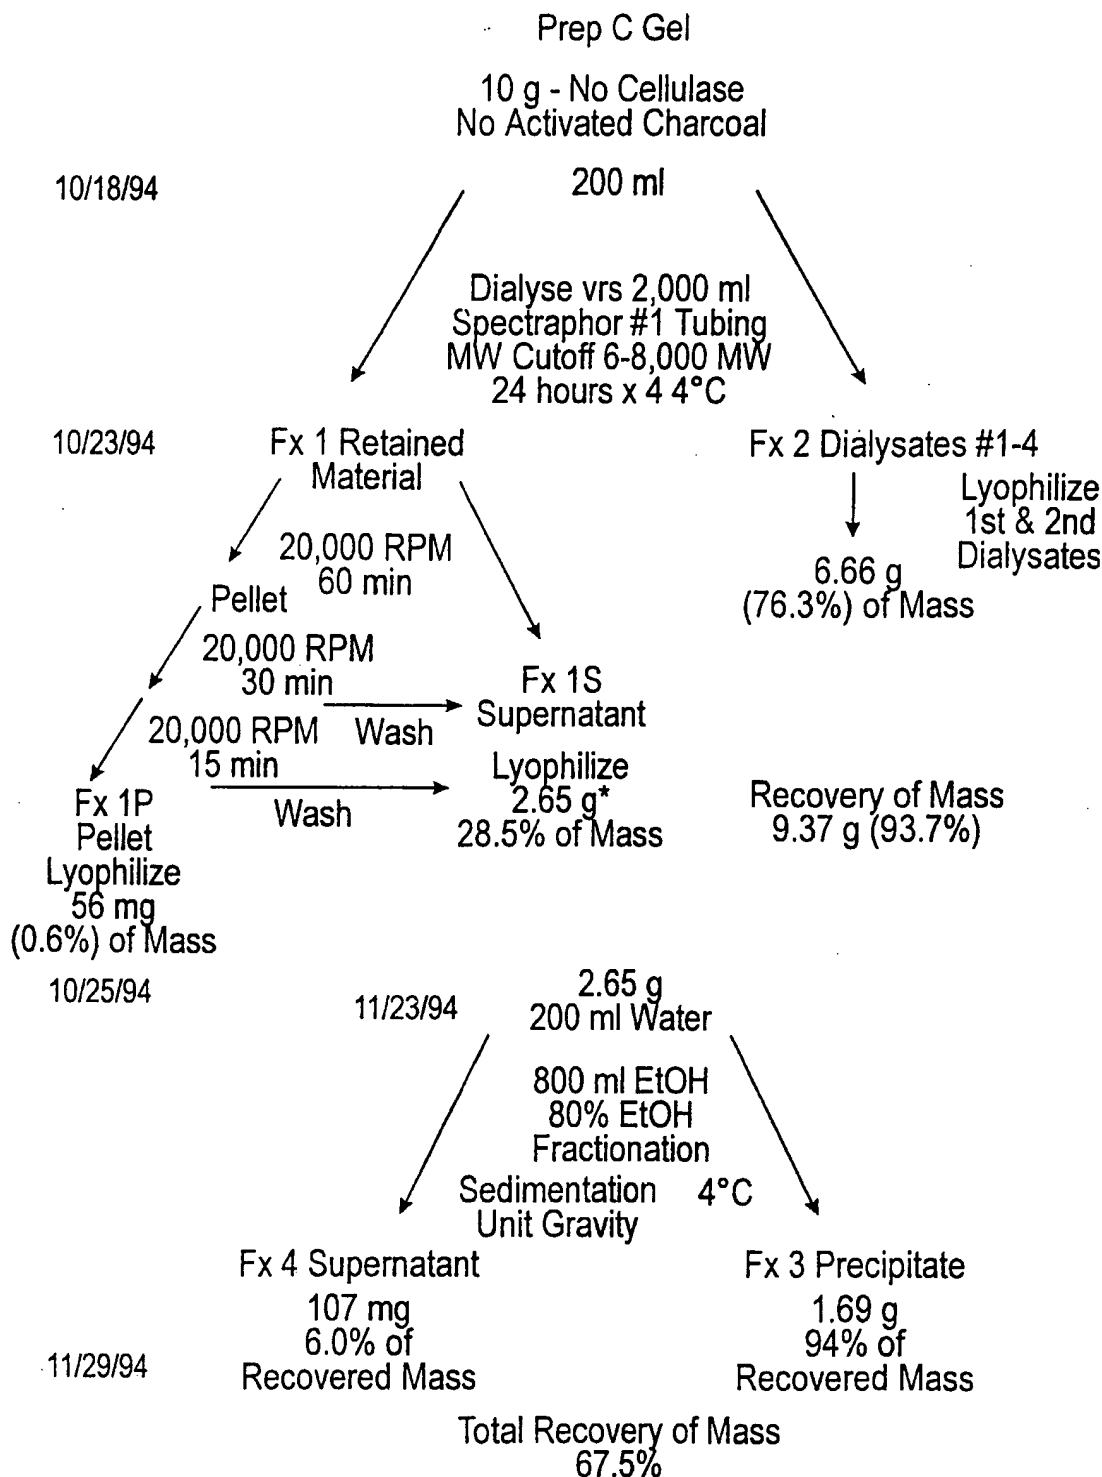 Prep C Gel
10 g - No Cellulase
No Activated Charcoal
10/18/94
200 ml
Dialyse vrs 2,000 ml
Spectraphor #1 Tubing
MW Cutoff 6-8,000 MW
24 hours x 4 4°C
10/23/94
Fx 1 Retained
Material
Fx 2 Dialysates #1-4
Lyophilize
1st & 2nd
Dialysates
6.66 g
(76.3%) of Mass
20,000 RPM
60 min
Pellet
20,000 RPM
30 min
Wash
Fx 1S
Supernatant
20,000 RPM
15 min
Wash
Lyophilize
2.65 g*
28.5% of Mass
Recovery of Mass
9.37 g (93.7%)
Fx 1P
Pellet
Lyophilize
56 mg
(0.6%) of Mass
10/25/94
11/23/94
2.65 g
200 ml Water
800 ml EtOH
80% EtOH
Fractionation
Sedimentation 4°C
Unit Gravity
Fx 4 Supernatant
107 mg
6.0% of
Recovered Mass
Fx 3 Precipitate
1.69 g
94% of
Recovered Mass
11/29/94
Total Recovery of Mass
67.5%